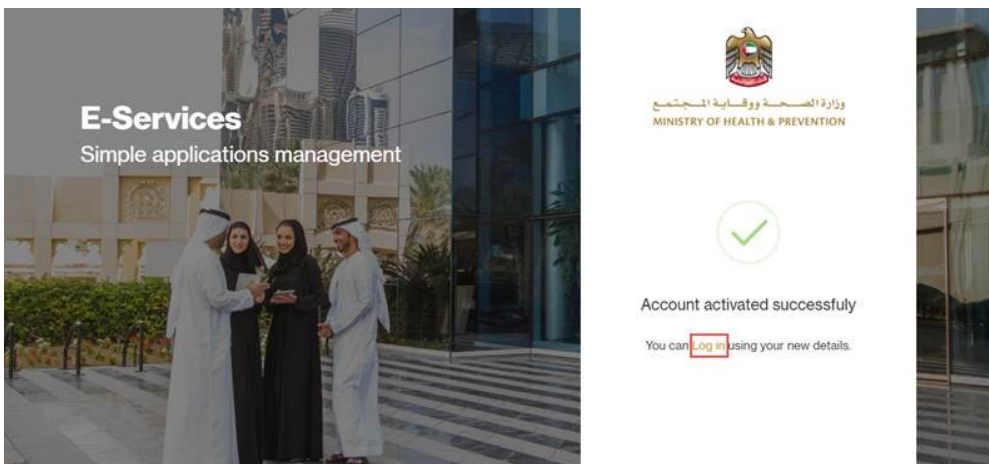 E-Services
Simple applications management
وزارة الصحة ووقاية المجتمع
MINISTRY OF HEALTH & PREVENTION
Account activated successfuly
You can Log in using your new details.